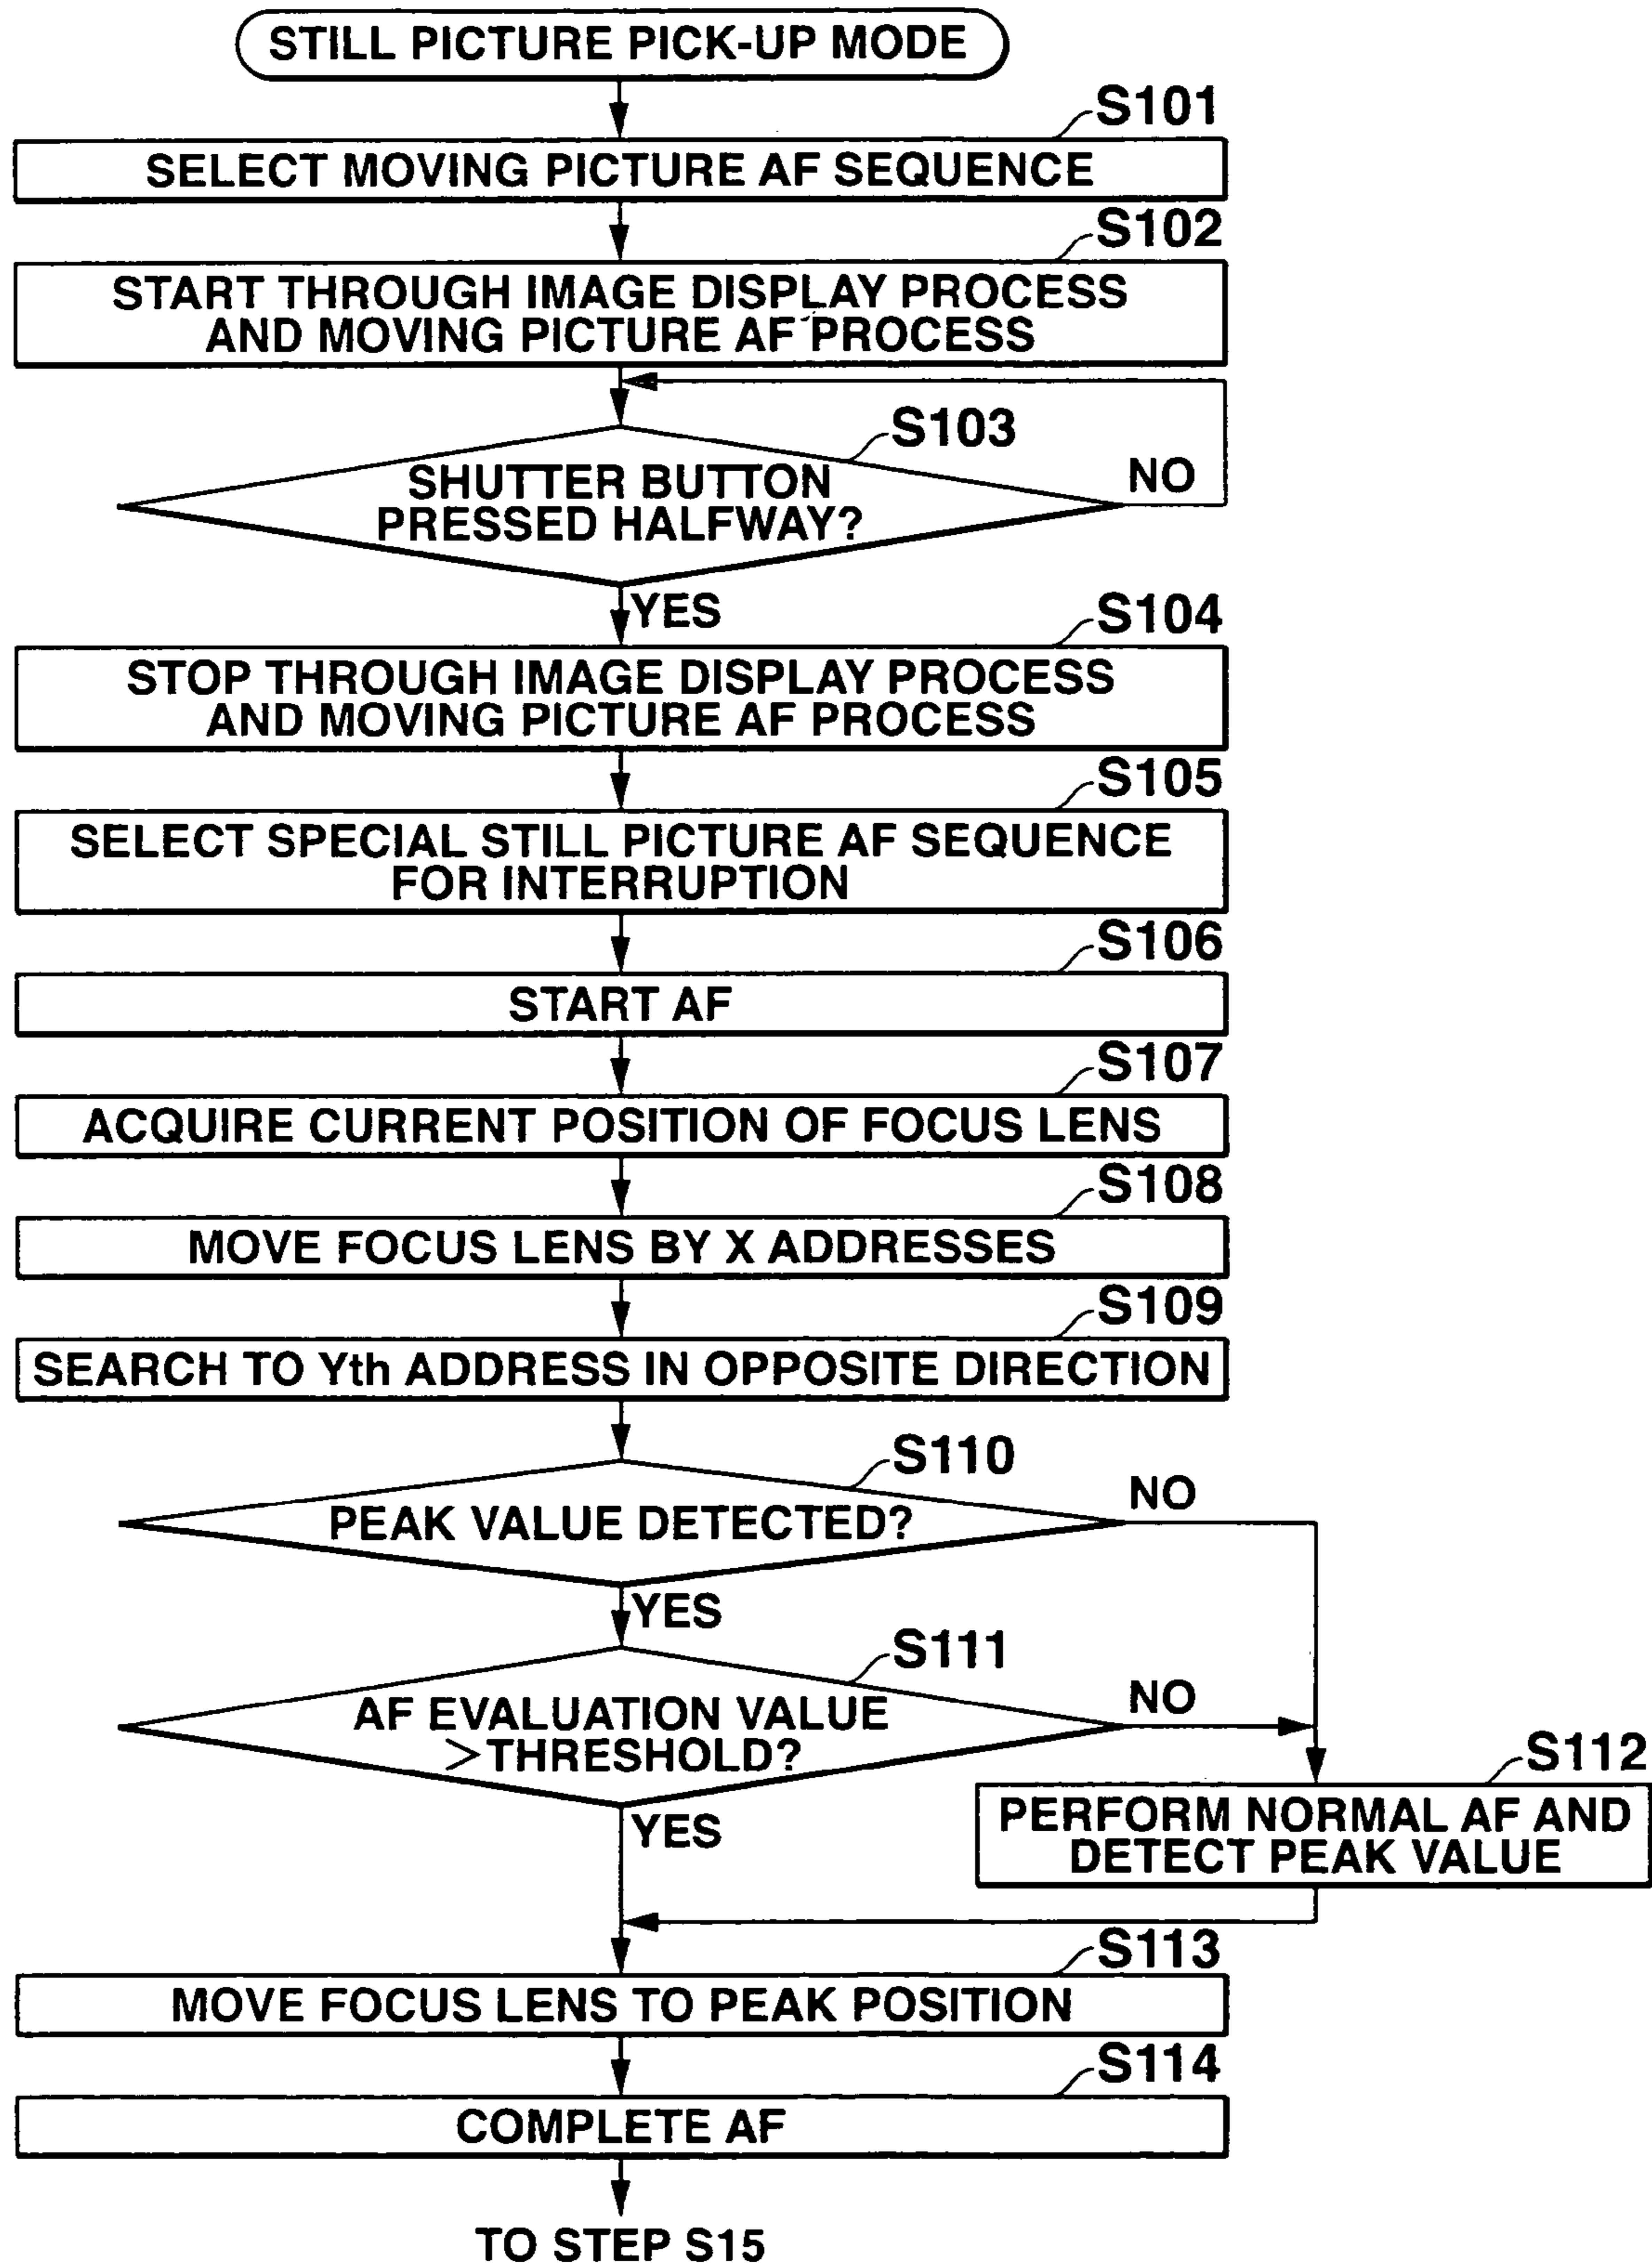 STILL PICTURE PICK-UP MODE
S101
SELECT MOVING PICTURE AF SEQUENCE
S102
START THROUGH IMAGE DISPLAY PROCESS
AND MOVING PICTURE AF PROCESS
S103
SHUTTER BUTTON
PRESSED HALFWAY?
NO
YES
S104
STOP THROUGH IMAGE DISPLAY PROCESS
AND MOVING PICTURE AF PROCESS
S105
SELECT SPECIAL STILL PICTURE AF SEQUENCE
FOR INTERRUPTION
S106
START AF
S107
ACQUIRE CURRENT POSITION OF FOCUS LENS
S108
MOVE FOCUS LENS BY X ADDRESSES
S109
SEARCH TO Yth ADDRESS IN OPPOSITE DIRECTION
S110
PEAK VALUE DETECTED?
NO
YES
S111
AF EVALUATION VALUE
>THRESHOLD?
NO
YES
S112
PERFORM NORMAL AF AND
DETECT PEAK VALUE
S113
MOVE FOCUS LENS TO PEAK POSITION
S114
COMPLETE AF
TO STEP S15